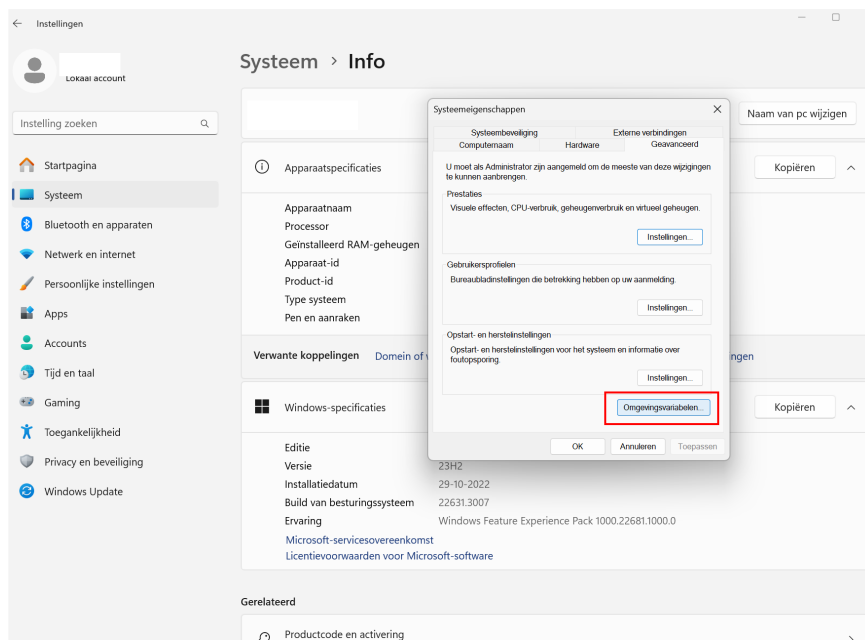 Instellingen
Lokaal account
Instelling zoeken
Startpagina
Systeem
Bluetooth en apparaten
Netwerk en internet
Persoonlijke instellingen
Apps
Accounts
Tijd en taal
Gaming
Toegankelijkheid
Privacy en beveiliging
Windows Update
Systeem > Info
Naam van pc wijzigen
Apparaatspecificaties
Kopiëren
Apparaatnaam
Processor
Geïnstalleerd RAM-geheugen
Apparaat-id
Product-id
Type systeem
Pen en aanraken
Verwante koppelingen Domein of
Windows-specificaties
Kopiëren
Editie
Versie 23H2
Installatiedatum 29-10-2022
Build van besturingssysteem 22631.3007
Ervaring Windows Feature Experience Pack 1000.22681.1000.0
Microsoft-servicesovereenkomst
Licentievoorwaarden voor Microsoft-software
Gerelateerd
Productcode en activering
Systeemeigenschappen
Systeembeveiliging Externe verbindingen
Computernaam Hardware Geavanceerd
U moet als Administrator zijn aangemeld om de meeste van deze wijzigingen
te kunnen aanbrengen.
Prestaties
Visuele effecten, CPU-verbruik, geheugenverbruik en virtueel geheugen.
Instellingen...
Gebruikersprofielen
Bureaubladinstellingen die betrekking hebben op uw aanmelding.
Instellingen...
Opstart- en herstelinstellingen
Opstart- en herstelinstellingen voor het systeem en informatie over
foutopsporing.
Instellingen...
Omgevingsvariabelen...
OK Annuleren Toepassen